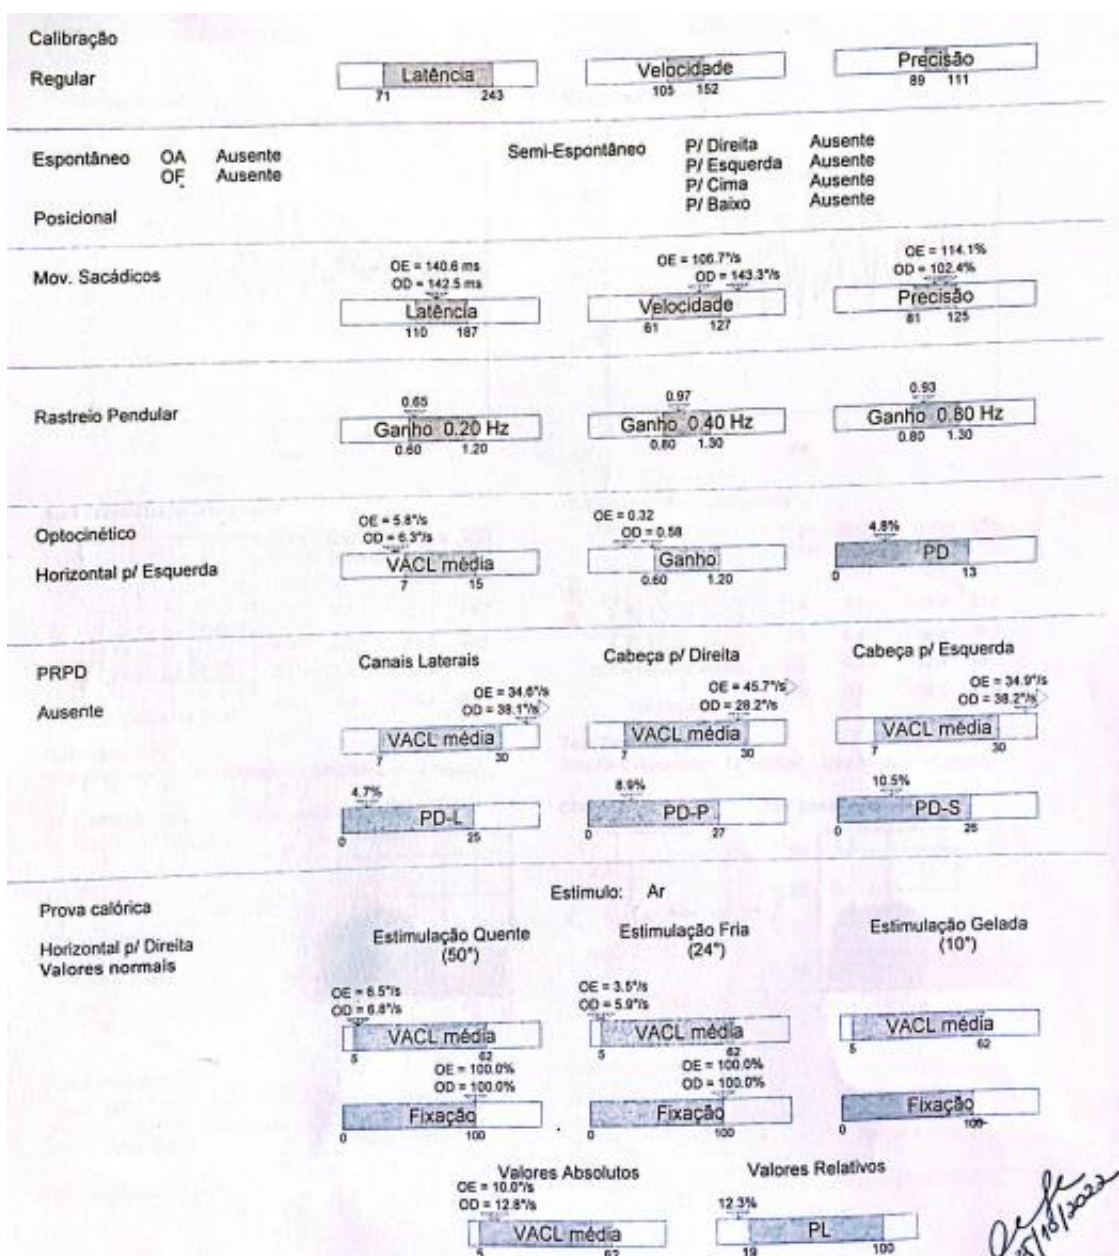 Calibração
Regular
Latência
71 243
Velocidade
105 152
Precisão
89 111
Espontâneo OA Ausente
OF Ausente
Semi-Espontâneo P/ Direita Ausente
P/ Esquerda Ausente
P/ Cima Ausente
P/ Baixo Ausente
Posicional
Mov. Sacádicos
OE = 140.6 ms
OD = 142.5 ms
Latência
110 187
OE = 106.7°/s
OD = 143.3°/s
Velocidade
61 127
OE = 114.1%
OD = 102.4%
Precisão
81 125
Rastreio Pendular
0.65
Ganho 0.20 Hz
0.60 1.20
0.97
Ganho 0.40 Hz
0.80 1.30
0.93
Ganho 0.80 Hz
0.80 1.30
Optocinético
Horizontal p/ Esquerda
OE = 5.8°/s
OD = 6.3°/s
VACL média
7 15
OE = 0.32
OD = 0.58
Ganho
0.60 1.20
4.8%
PD
0 13
PRPD
Ausente
Canais Laterais
OE = 34.6°/s
OD = 38.1°/s
VACL média
7 30
Cabeça p/ Direita
OE = 45.7°/s
OD = 28.2°/s
VACL média
7 30
Cabeça p/ Esquerda
OE = 34.9°/s
OD = 38.2°/s
VACL média
7 30
4.7%
PD-L
0 25
8.9%
PD-P
0 27
10.5%
PD-S
0 25
Prova calórica
Horizontal p/ Direita
Valores normais
Estímulo: Ar
Estimulação Quente
(50°)
OE = 6.5°/s
OD = 6.8°/s
VACL média
5 62
Estimulação Fria
(24°)
OE = 3.5°/s
OD = 5.9°/s
VACL média
5 62
Estimulação Gelada
(10°)
VACL média
5 62
OE = 100.0%
OD = 100.0%
Fixação
0 100
OE = 100.0%
OD = 100.0%
Fixação
0 100
Fixação
0 100
Valores Absolutos
OE = 10.0°/s
OD = 12.8°/s
VACL média
5 62
Valores Relativos
12.3%
PL
19 100